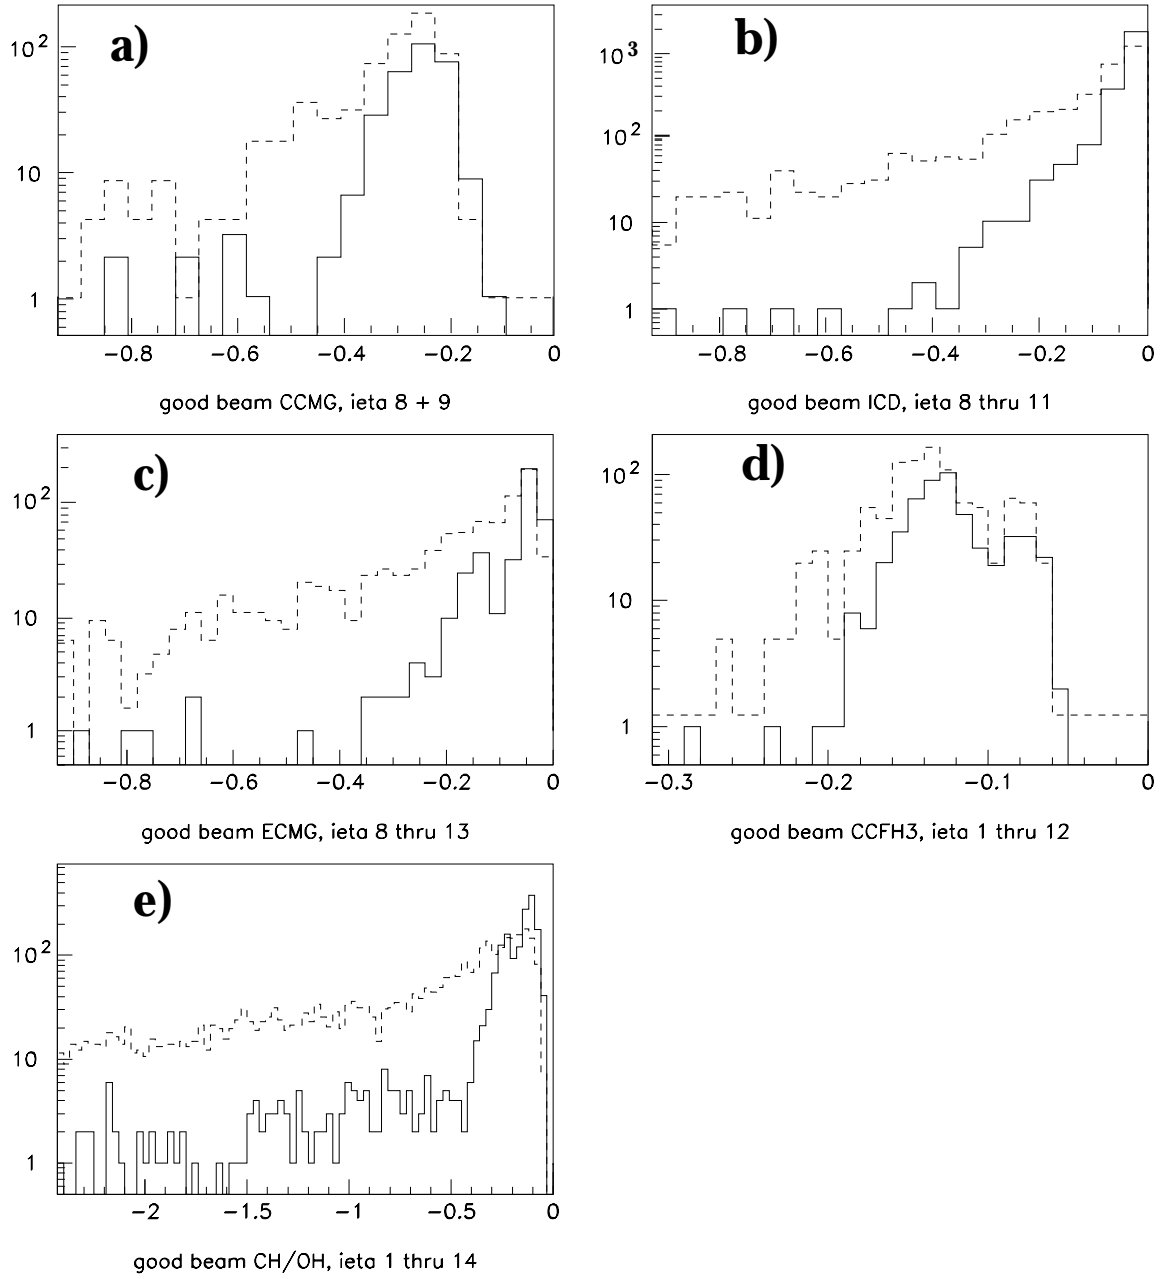 a)
10²
10
1
−0.8 −0.6 −0.4 −0.2 0
good beam CCMG, ieta 8 + 9
b)
10³
10²
10
1
−0.8 −0.6 −0.4 −0.2 0
good beam ICD, ieta 8 thru 11
c)
10²
10
1
−0.8 −0.6 −0.4 −0.2 0
good beam ECMG, ieta 8 thru 13
d)
10²
10
1
−0.3 −0.2 −0.1 0
good beam CCFH3, ieta 1 thru 12
e)
10²
10
1
−2 −1.5 −1 −0.5 0
good beam CH/OH, ieta 1 thru 14